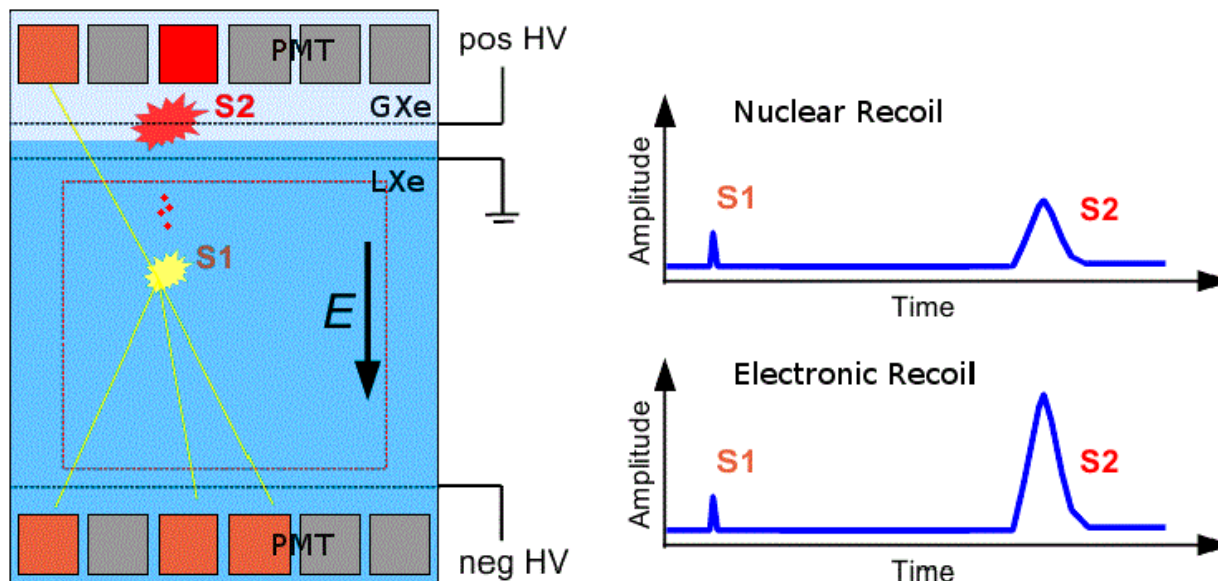 PMT
pos HV
S2
GXe
LXe
S1
E
PMT
neg HV
Nuclear Recoil
Amplitude
S1
S2
Time
Electronic Recoil
Amplitude
S1
S2
Time